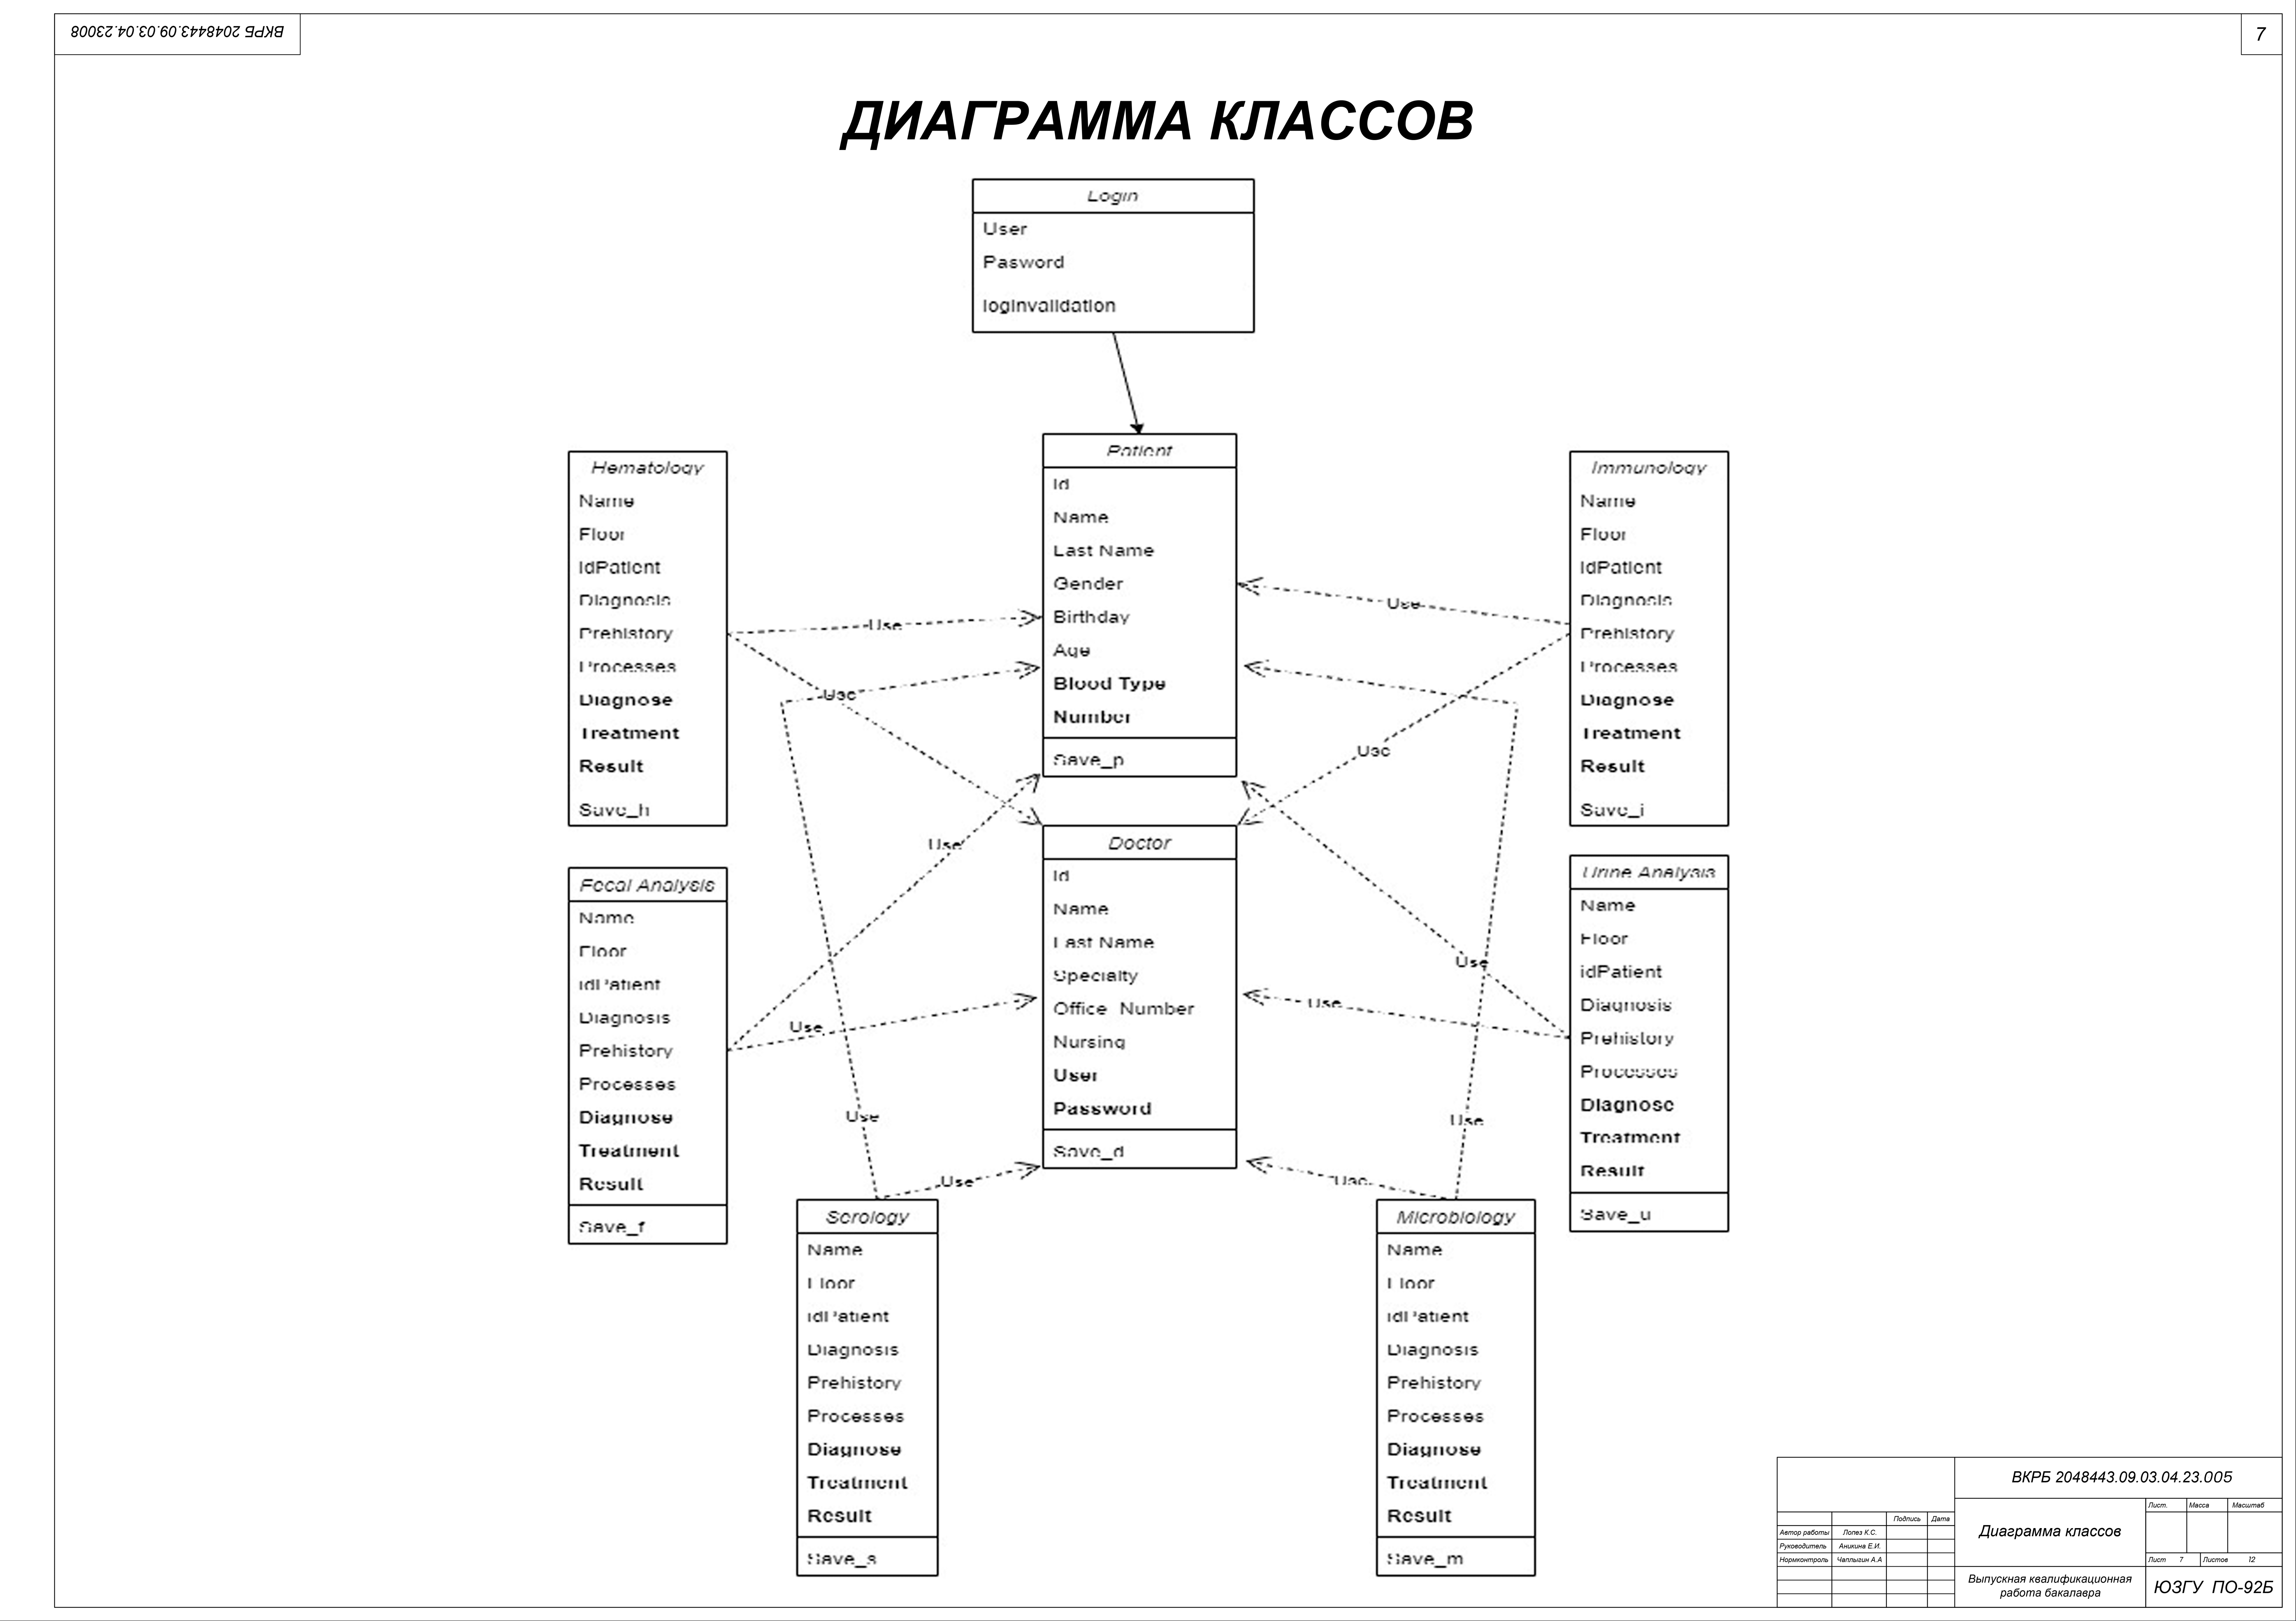 ВКРБ 2048443.09.03.04.23008
7
ДИАГРАММА КЛАССОВ
Login
User
Pasword
loginvalidation
Patient
Id
Name
Last Name
Gender
Birthday
Age
Blood Type
Number
Save_p
Hematology
Name
Floor
IdPatient
Diagnosis
Prehistory
Processes
Diagnose
Treatment
Result
Save_h
Immunology
Name
Floor
IdPatient
Diagnosis
Prehistory
Processes
Diagnose
Treatment
Result
Save_i
Use
Use
Use
Use
Use
Use
Use
Use
Use
Use
Use
Use
Doctor
Id
Name
Last Name
Specialty
Office Number
Nursing
User
Password
Save_d
Fecal Analysis
Name
Floor
idPatient
Diagnosis
Prehistory
Processes
Diagnose
Treatment
Result
Save_f
Urine Analysis
Name
Floor
idPatient
Diagnosis
Prehistory
Processes
Diagnose
Treatment
Result
Save_u
Serology
Name
Floor
idPatient
Diagnosis
Prehistory
Processes
Diagnose
Treatment
Result
Save_s
Microbiology
Name
Floor
idPatient
Diagnosis
Prehistory
Processes
Diagnose
Treatment
Result
Save_m
ВКРБ 2048443.09.03.04.23.005
Лист. Масса Масштаб
Подпись Дата
Автор работы Лопез К.С.
Руководитель Аникина Е.И.
Нормконтроль Чаплыгин А.А
Диаграмма классов
Лист 7 Листов 12
Выпускная квалификационная
работа бакалавра
ЮЗГУ ПО-92Б